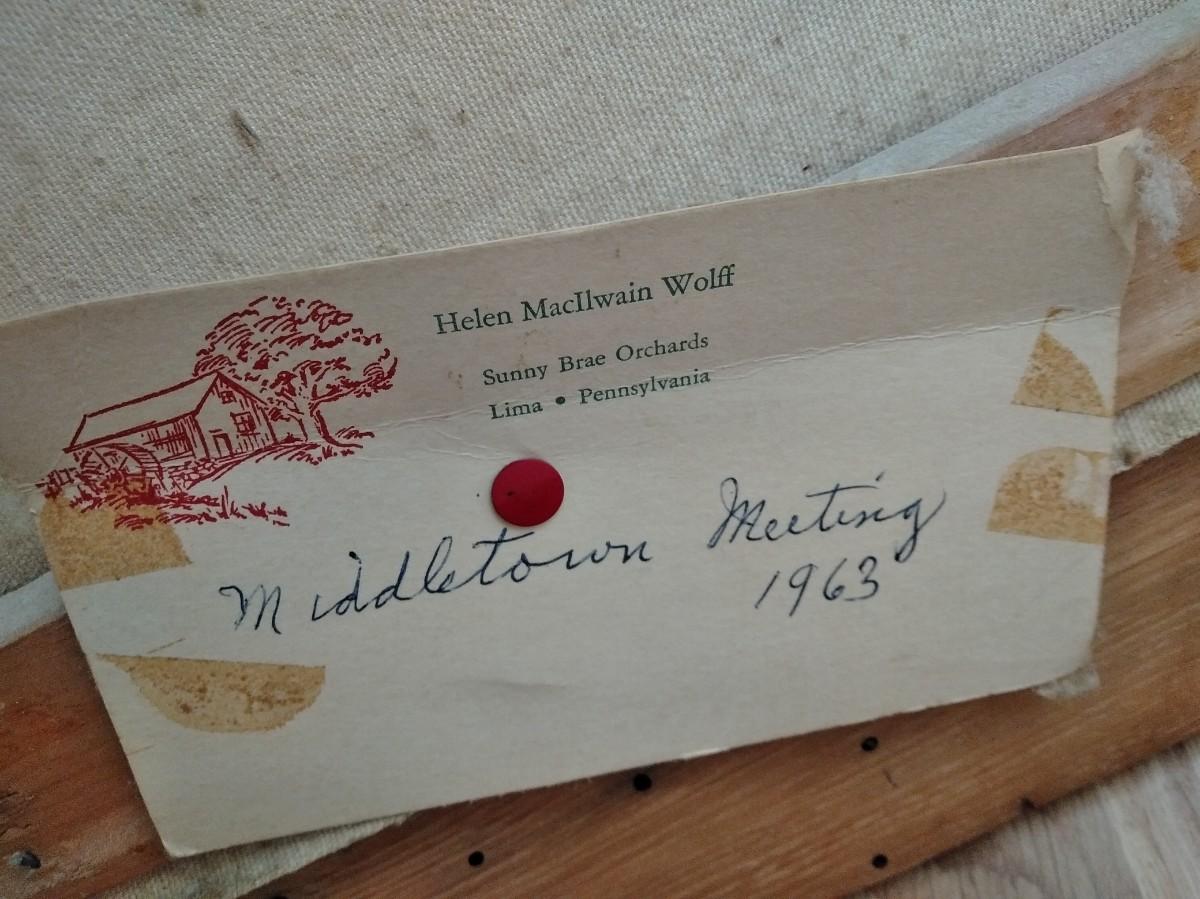 Helen MacIlwain Wolff
Sunny Brae Orchards
Lima • Pennsylvania
Middletown Meeting
1963